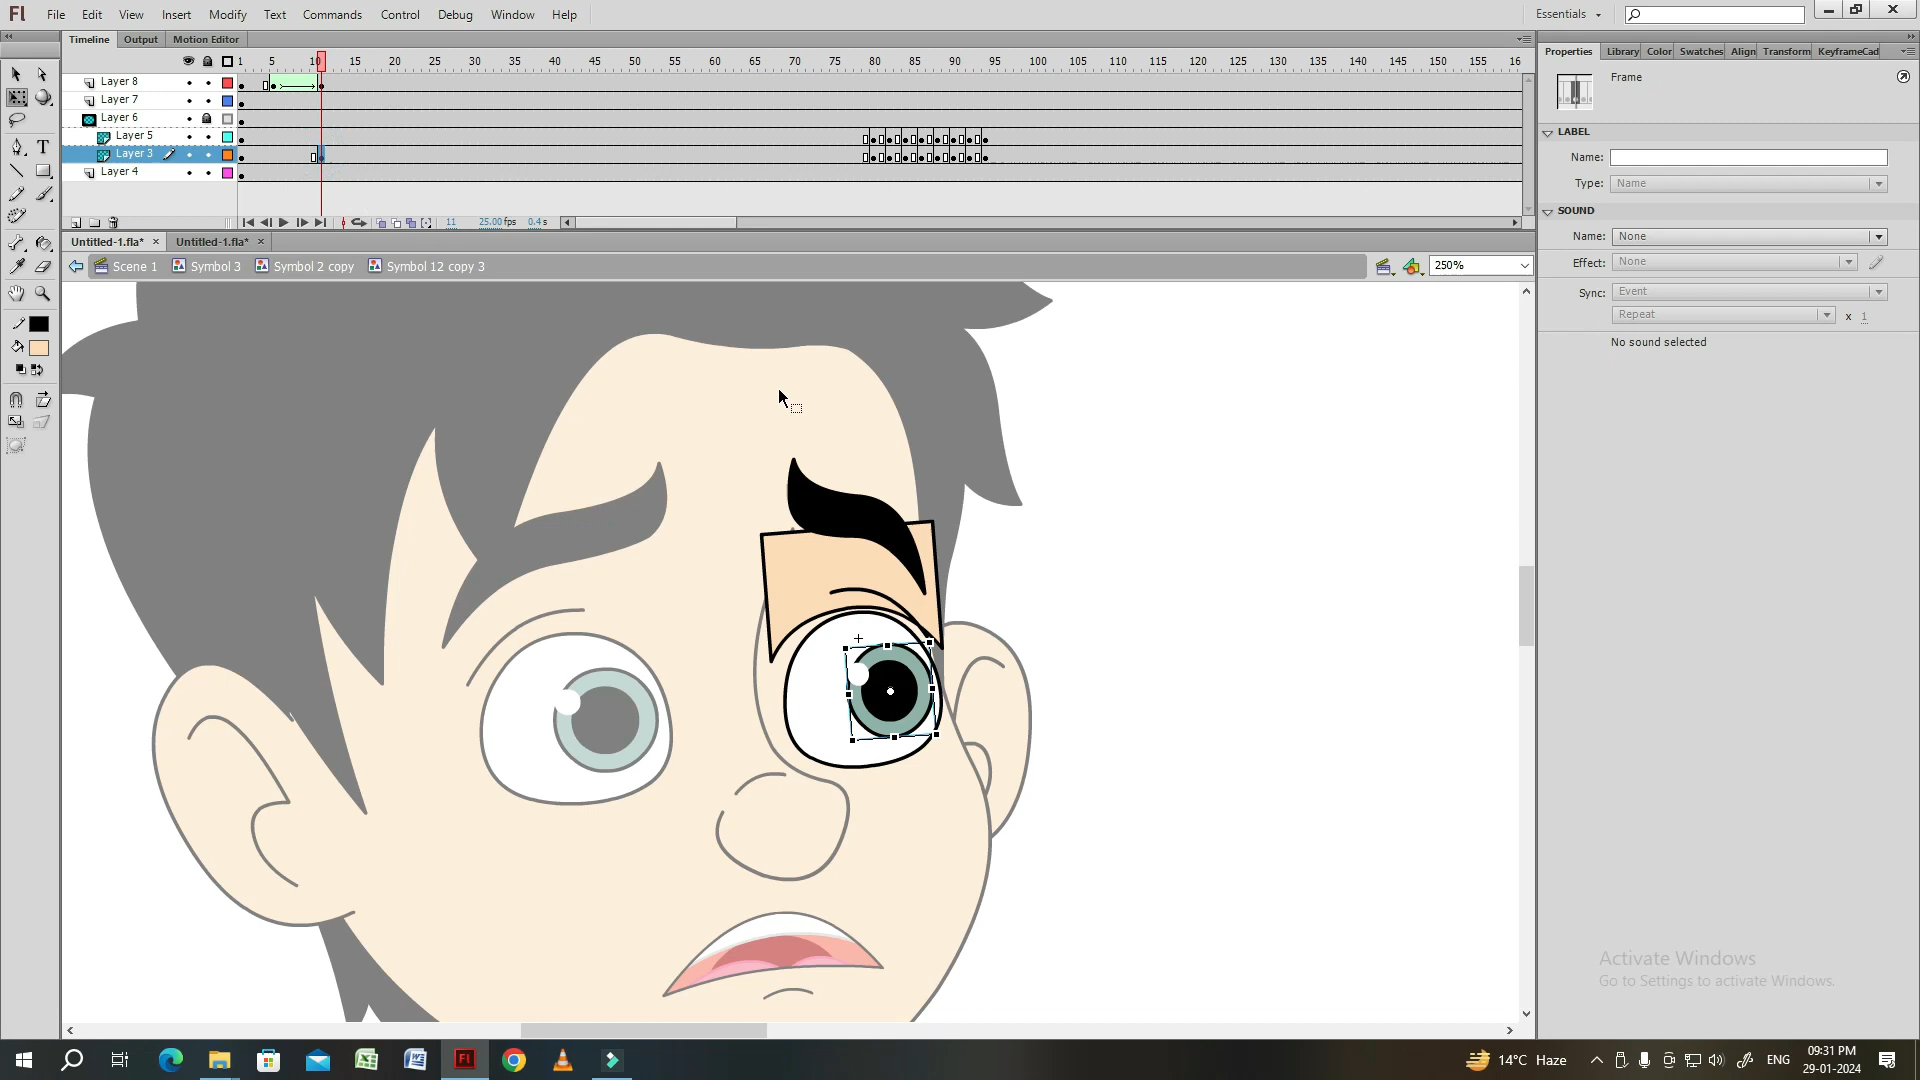 Fl File Edit View Insert Modify Text Commands Control Debug Window Help Essentials
Timeline Output Motion Editor
Properties Library Color Swatches Align Transform KeyframeCad
1 5 10 15 20 25 30 35 40 45 50 55 60 65 70 75 80 85 90 95 100 105 110 115 120 125 130 135 140 145 150 155 16
Layer 8
Layer 7
Layer 6
Layer 5
Layer 3
Layer 4
11 25.00 fps 0.4 s
Untitled-1.fla* × Untitled-1.fla* ×
Scene 1 Symbol 3 Symbol 2 copy Symbol 12 copy 3 250%
T
Frame
LABEL
Name:
Type: Name
SOUND
Name: None
Effect: None
Sync: Event
Repeat x 1
No sound selected
Activate Windows
Go to Settings to activate Windows.
Fl 14°C Haze ENG 09:31 PM
29-01-2024